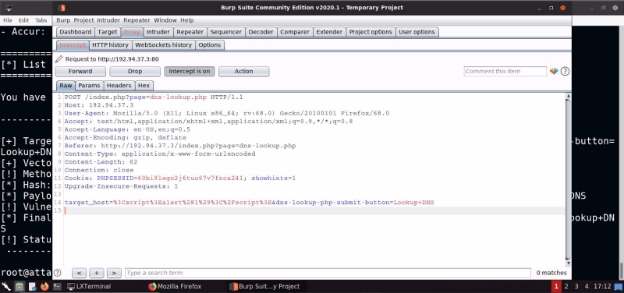 Burp Suite Community Edition v2020.1 - Temporary Project
Edit Tabs
Burp Project Intruder Repeater Window Help
Dashboard Target Proxy Intruder Repeater Sequencer Decoder Comparer Extender Project options User options
- Accur:
Intercept HTTP history WebSockets history Options
Request to http://192.94.37.3:80
[*] List
Forward Drop Intercept is on Action Comment this item
Raw Params Headers Hex
You have
1 POST /index.php?page=dns-lookup.php HTTP/1.1
2 Host: 192.94.37.3
3 User-Agent: Mozilla/5.0 (X11; Linux x86_64; rv:68.0) Gecko/20100101 Firefox/68.0
4 Accept: text/html,application/xhtml+xml,application/xml;q=0.9,*/*;q=0.8
[+] Targe
-button=
5 Accept-Language: en-US,en;q=0.5
Lookup+DN
6 Accept-Encoding: gzip, deflate
7 Referer: http://192.94.37.3/index.php?page=dns-lookup.php
[+] Vecto
8 Content-Type: application/x-www-form-urlencoded
[!] Metho
9 Content-Length: 62
10 Connection: close
[*] Hash:
11 Cookie: showhints=1
12 Upgrade-Insecure-Requests: 1
[*] Paylo
DNS
13
[!] Vulne
14 target_host=%3Cscript%3Ealert%281%29%3C%2Fscript%3E&dns-lookup-php-submit-button=Lookup+DNS
15
[*] Final
ookup+DN
S
[!] Statu
Type a search term 0 matches
root@atta
LXTerminal Mozilla Firefox Burp Suit...y Project 1 2 3 4 17:12